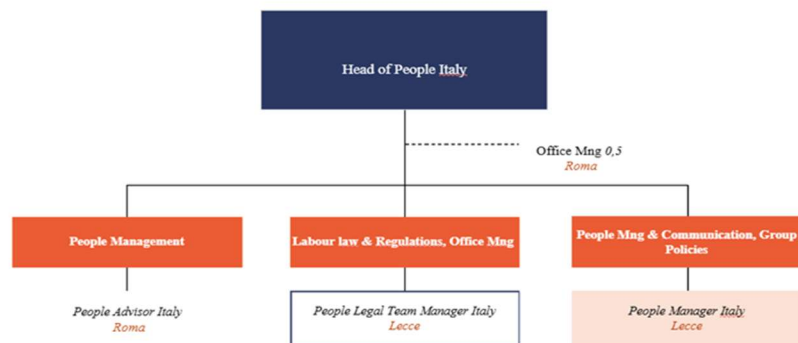 Head of People Italy
Office Mng 0,5
Roma
People Management
Labour law & Regulations, Office Mng
People Mng & Communication, Group
Policies
People Advisor Italy
Roma
People Legal Team Manager Italy
Lecce
People Manager Italy
Lecce